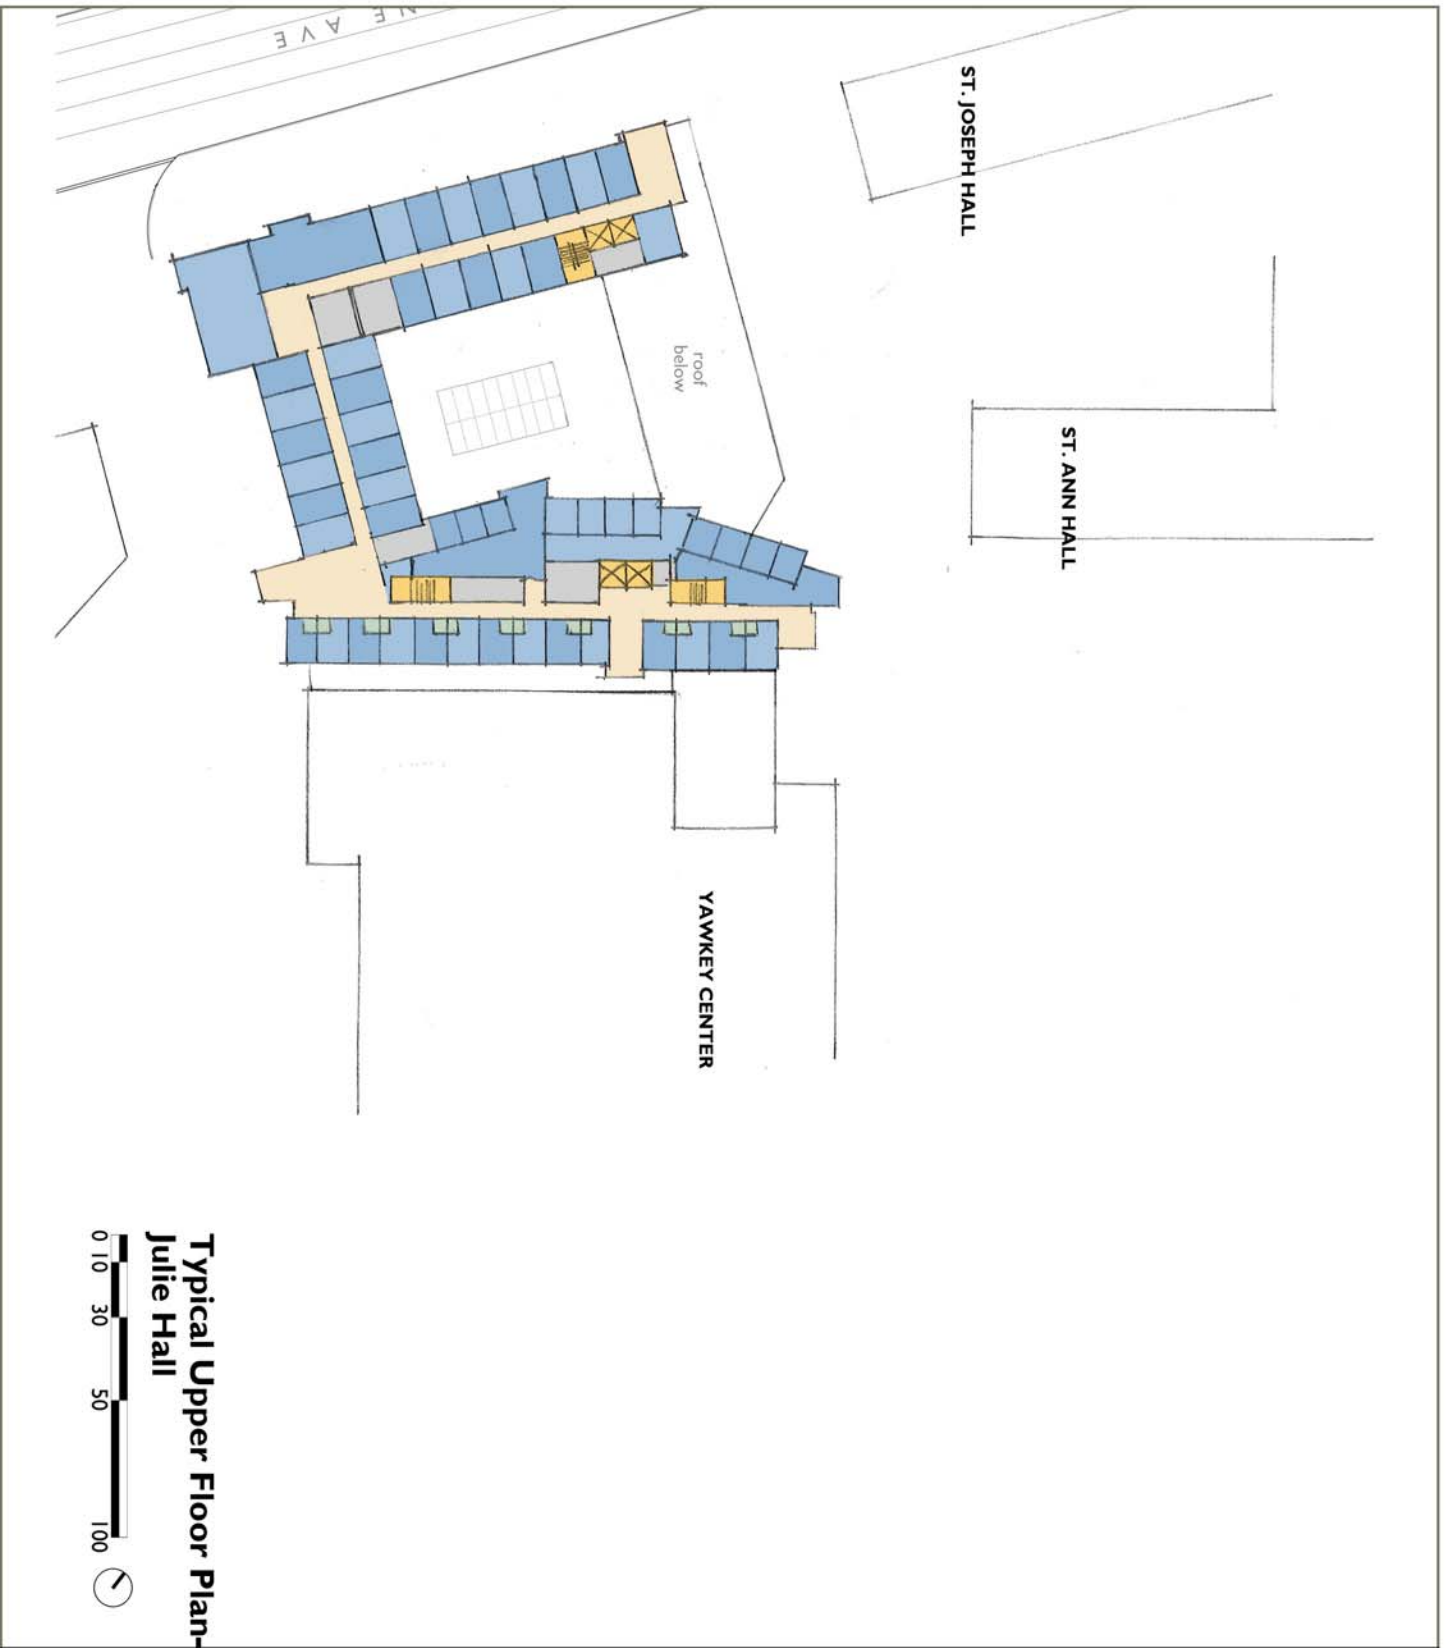 NE AVE
ST. JOSEPH HALL
roof
below
ST. ANN HALL
YAWKEY CENTER
Typical Upper Floor Plan-
Julie Hall
0 10 30 50 100